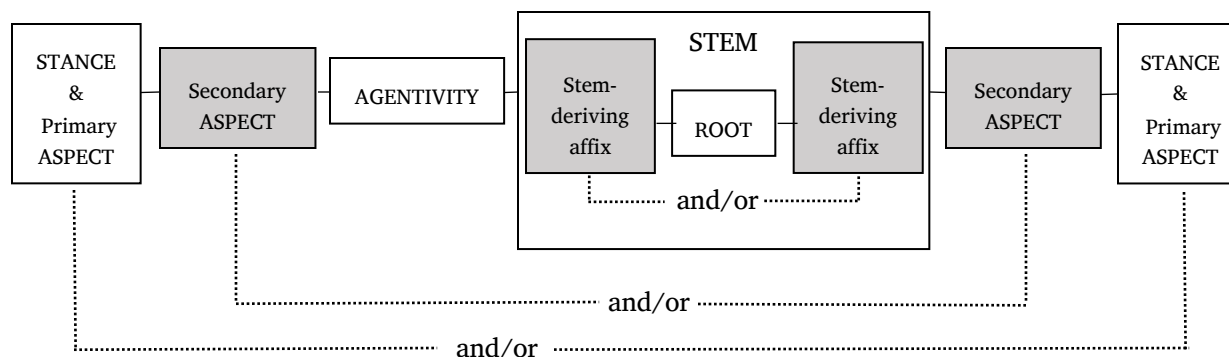 STANCE
&
Primary
ASPECT
Secondary
ASPECT
AGENTIVITY
STEM
Stem-
deriving
affix
ROOT
Stem-
deriving
affix
Secondary
ASPECT
STANCE
&
Primary
ASPECT
and/or
and/or
and/or